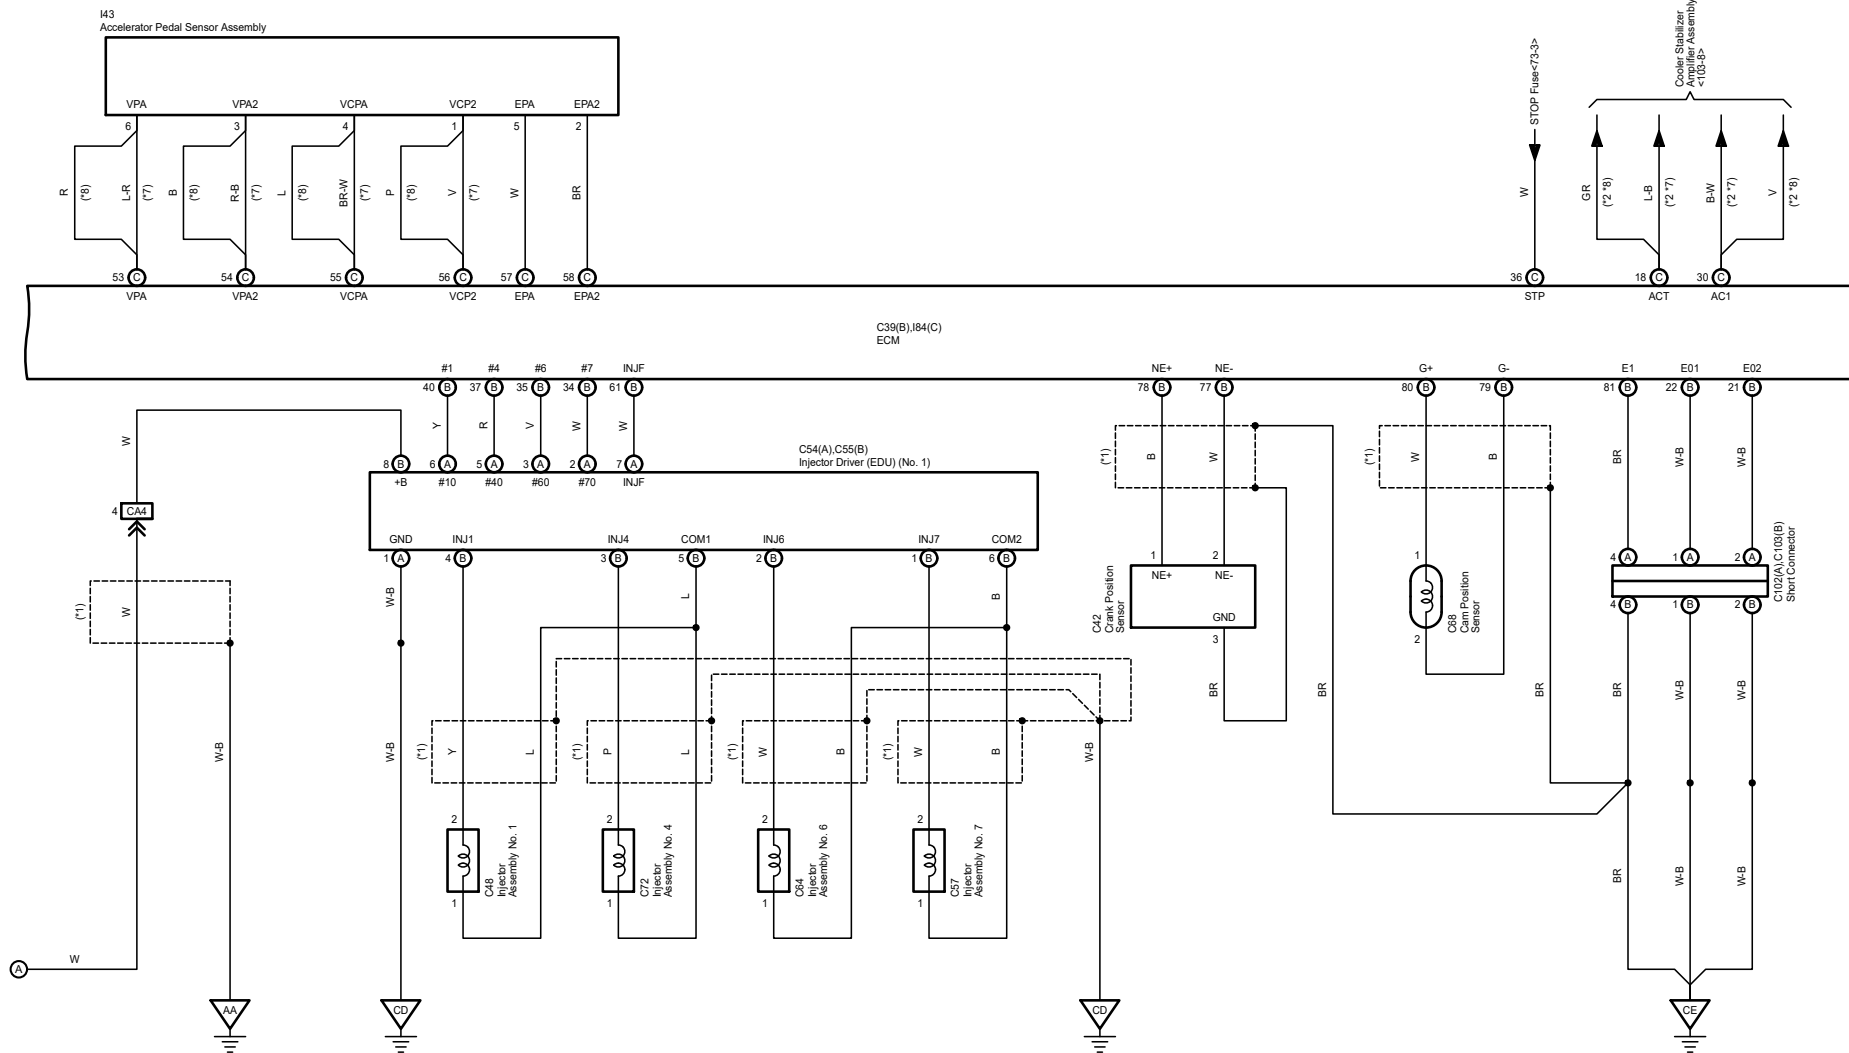 I43
Accelerator Pedal Sensor Assembly
VPA VPA2 VCPA VCP2 EPA EPA2
6 3 4 1 5 2
R (*8) L-R (*7) B (*8) R-B (*7) L (*8) BR-W (*7) P (*8) V (*7) W BR
STOP Fuse<73-3>
Cooler Stabilizer
Amplifier Assembly
<103-8>
W GR (*2 *8) L-B (*2 *7) B-W (*2 *7) V (*2 *8)
53 C 54 C 55 C 56 C 57 C 58 C 36 C 18 C 30 C
VPA VPA2 VCPA VCP2 EPA EPA2 STP ACT AC1
C39(B),I84(C)
ECM
#1 #4 #6 #7 INJF NE+ NE- G+ G- E1 E01 E02
40 B 37 B 35 B 34 B 61 B 78 B 77 B 80 B 79 B 81 B 22 B 21 B
W Y R V W W
(*1) B W (*1) W B BR W-B W-B
C54(A),C55(B)
Injector Driver (EDU) (No. 1)
8 B 6 A 5 A 3 A 2 A 7 A
+B #10 #40 #60 #70 INJF
4 CA4
GND INJ1 INJ4 COM1 INJ6 INJ7 COM2
1 A 4 B 3 B 5 B 2 B 1 B 6 B
1 2
NE+ NE-
GND
3
C42
Crank Position
Sensor
1
2
C68
Cam Position
Sensor
4 A 1 A 2 A
4 B 1 B 2 B
C102(A),C103(B)
Short Connector
(*1) W W-B L B
BR BR BR BR W-B W-B
W-B W-B (*1) Y L (*1) P L (*1) W B (*1) W B W-B
2 2 2 2
C48
Injector
Assembly No. 1
C72
Injector
Assembly No. 4
C64
Injector
Assembly No. 6
C57
Injector
Assembly No. 7
1 1 1 1
BR W-B W-B
A W
AA CD CD CE